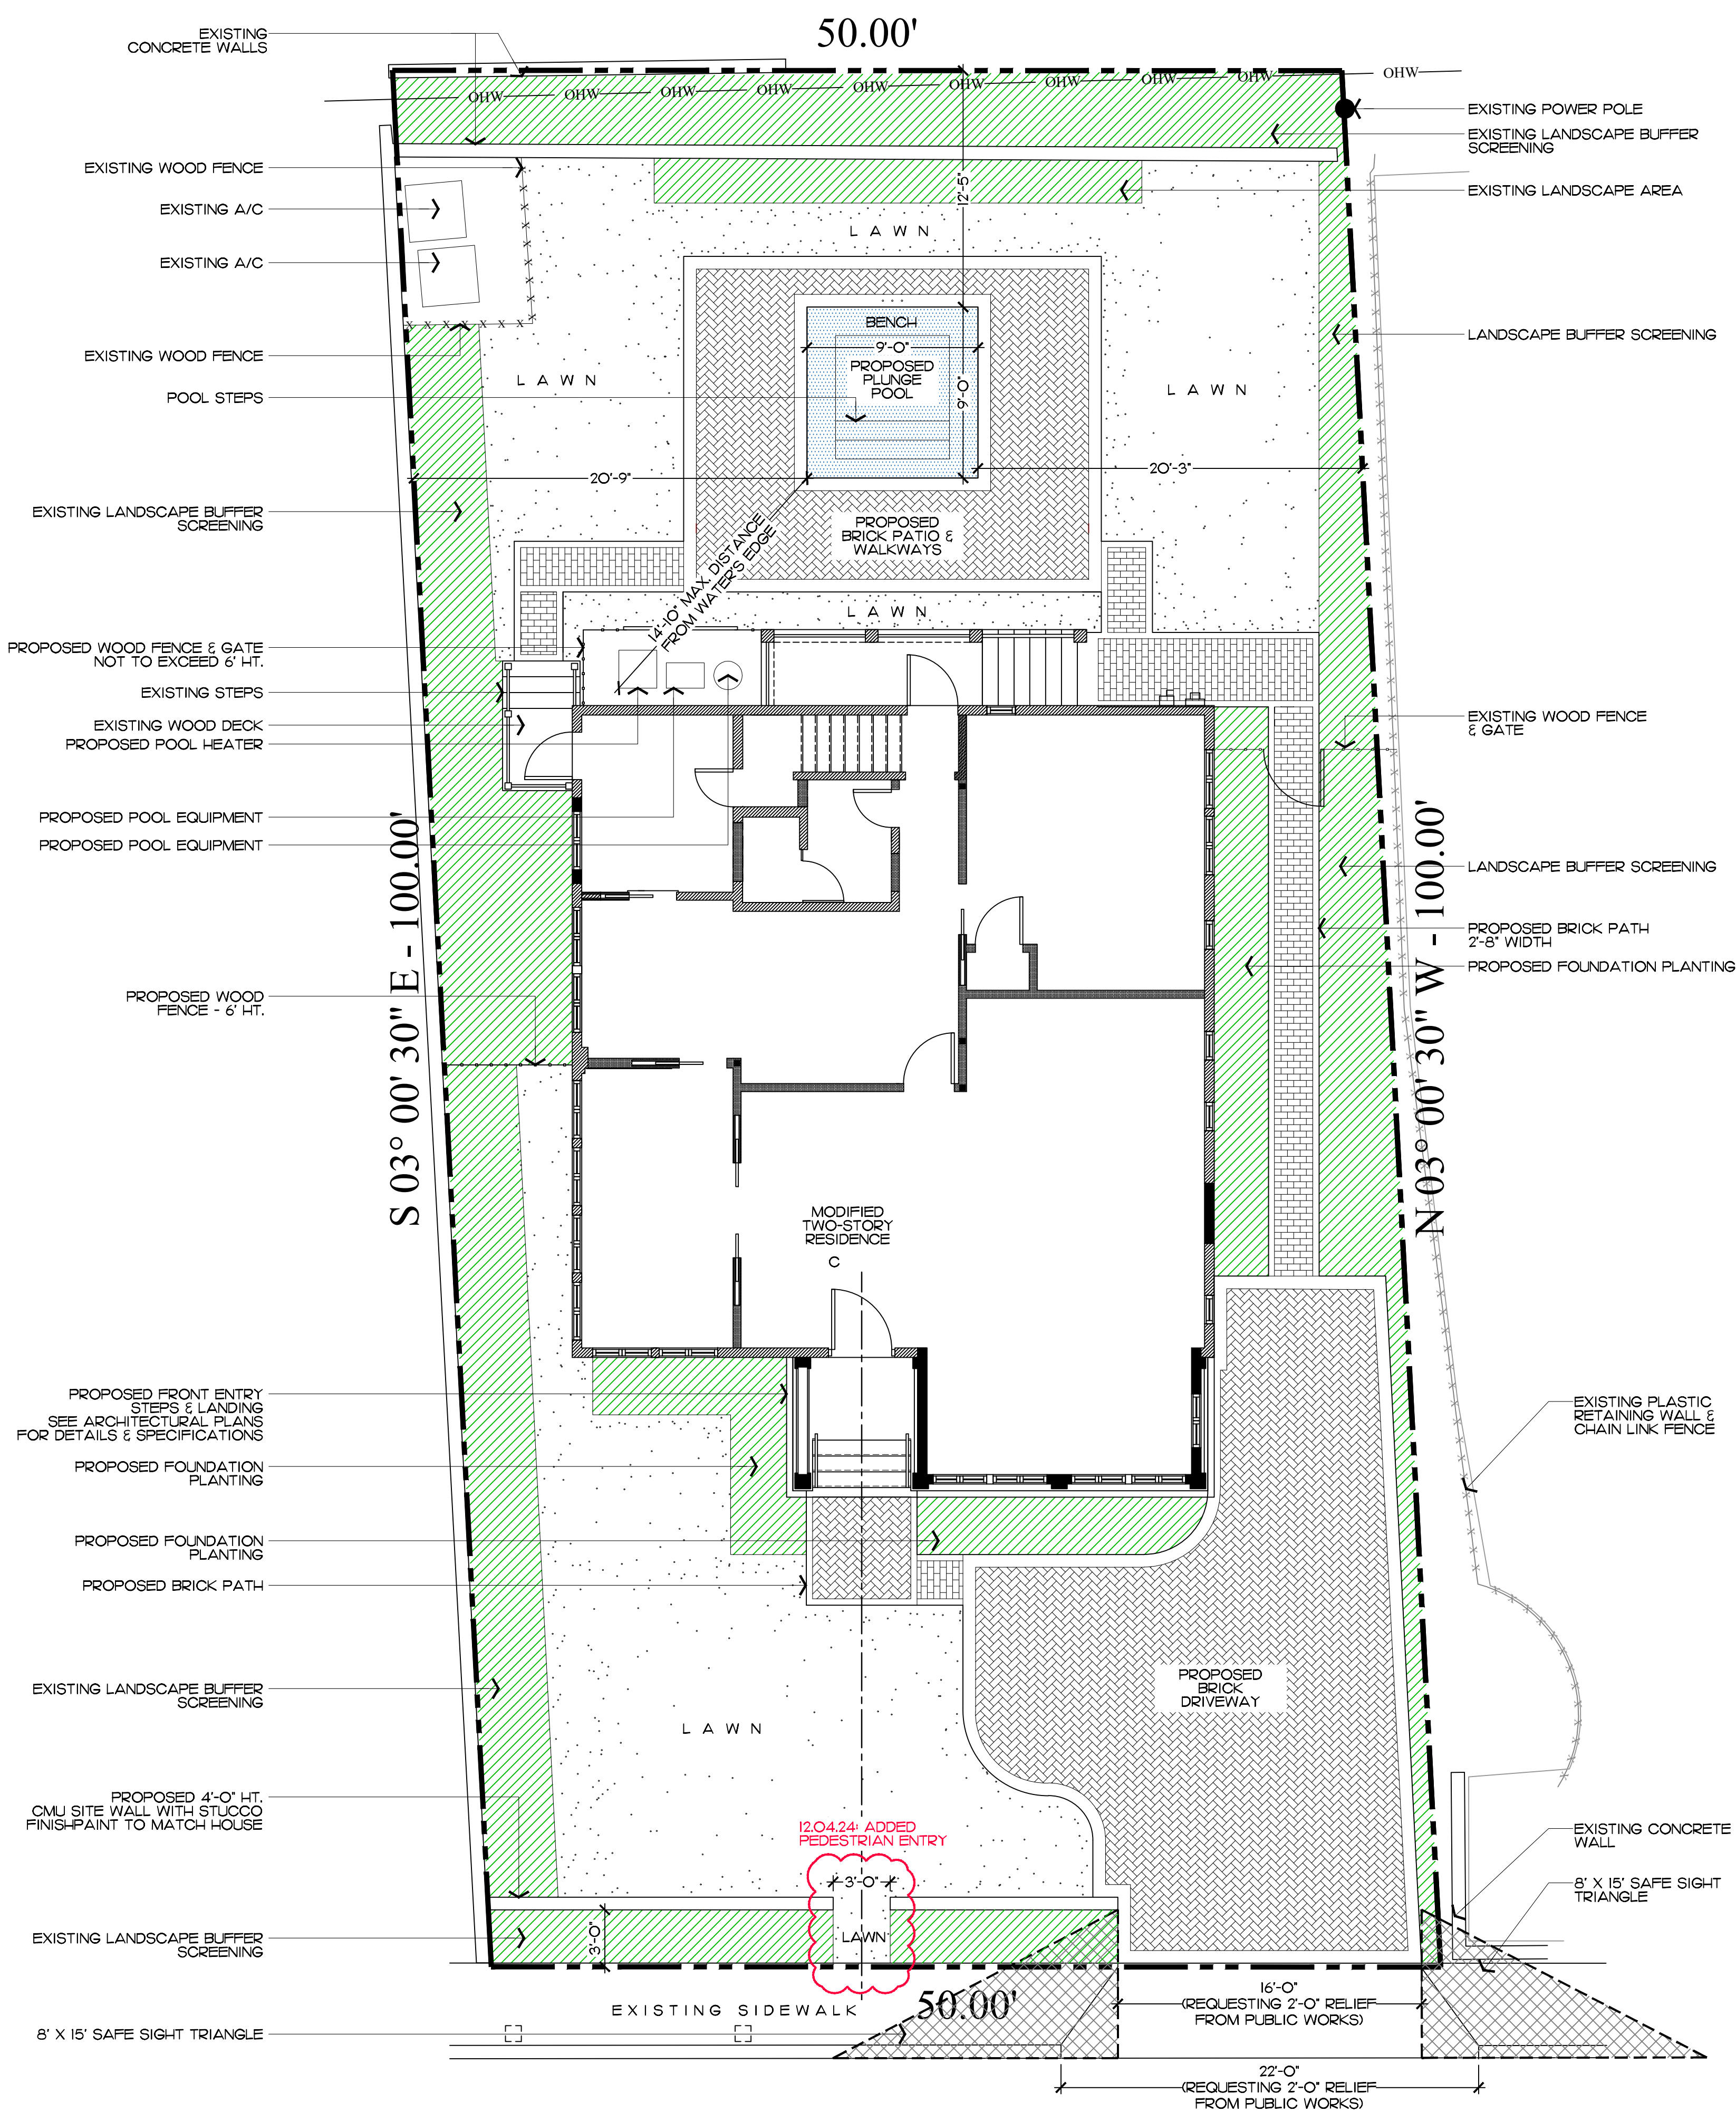 50.00'
EXISTING
CONCRETE WALLS
OHW OHW OHW OHW OHW OHW OHW OHW OHW OHW
EXISTING POWER POLE
EXISTING LANDSCAPE BUFFER
SCREENING
EXISTING WOOD FENCE
EXISTING LANDSCAPE AREA
12'-5"
EXISTING A/C
LAWN
EXISTING A/C
BENCH
LANDSCAPE BUFFER SCREENING
EXISTING WOOD FENCE
9'-0"
PROPOSED
PLUNGE
POOL
9'-0"
LAWN
LAWN
POOL STEPS
20'-9"
20'-3"
EXISTING LANDSCAPE BUFFER
SCREENING
PROPOSED
BRICK PATIO &
WALKWAYS
14'-10" MAX. DISTANCE
FROM WATER'S EDGE
LAWN
PROPOSED WOOD FENCE & GATE
NOT TO EXCEED 6' HT.
EXISTING STEPS
EXISTING WOOD DECK
EXISTING WOOD FENCE
& GATE
PROPOSED POOL HEATER
PROPOSED POOL EQUIPMENT
PROPOSED POOL EQUIPMENT
LANDSCAPE BUFFER SCREENING
S 03° 00' 30" E - 100.00'
N 03° 00' 30" W - 100.00'
PROPOSED BRICK PATH
2'-8" WIDTH
PROPOSED FOUNDATION PLANTING
PROPOSED WOOD
FENCE - 6' HT.
MODIFIED
TWO-STORY
RESIDENCE
C
PROPOSED FRONT ENTRY
STEPS & LANDING
SEE ARCHITECTURAL PLANS
FOR DETAILS & SPECIFICATIONS
EXISTING PLASTIC
RETAINING WALL &
CHAIN LINK FENCE
PROPOSED FOUNDATION
PLANTING
PROPOSED FOUNDATION
PLANTING
PROPOSED BRICK PATH
EXISTING LANDSCAPE BUFFER
SCREENING
PROPOSED
BRICK
DRIVEWAY
LAWN
PROPOSED 4'-0" HT.
CMU SITE WALL WITH STUCCO
FINISHPAINT TO MATCH HOUSE
12.04.24: ADDED
PEDESTRIAN ENTRY
EXISTING CONCRETE
WALL
3'-0"
8' X 15' SAFE SIGHT
TRIANGLE
EXISTING LANDSCAPE BUFFER
SCREENING
3'-0"
LAWN
EXISTING SIDEWALK
50.00'
16'-0"
(REQUESTING 2'-0" RELIEF
FROM PUBLIC WORKS)
8' X 15' SAFE SIGHT TRIANGLE
22'-0"
(REQUESTING 2'-0" RELIEF
FROM PUBLIC WORKS)